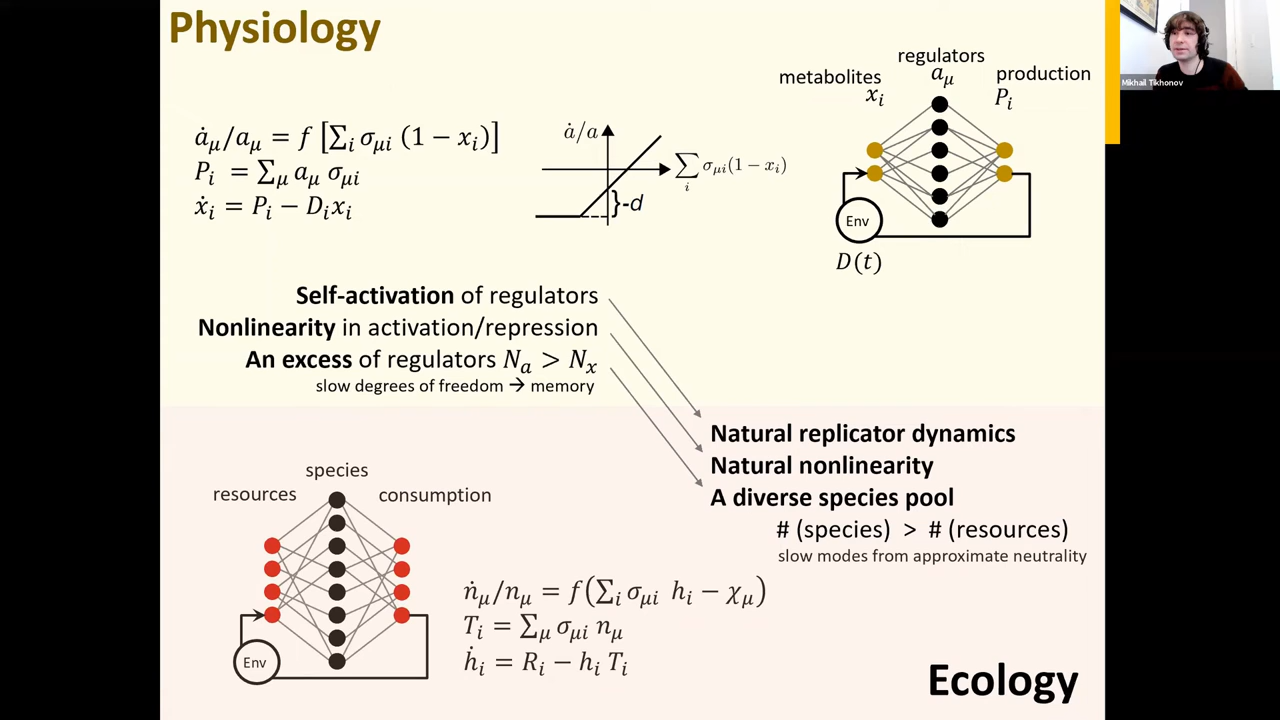 Physiology
ȧ_μ/a_μ = f [∑_i σ_μi (1 − x_i)]
P_i = ∑_μ a_μ σ_μi
ẋ_i = P_i − D_i x_i
ȧ/a
∑_i σ_μi(1 − x_i)
}-d
regulators
a_μ
metabolites
x_i
production
P_i
Env
D(t)
Mikhail Tikhonov
Self-activation of regulators
Nonlinearity in activation/repression
An excess of regulators N_a > N_x
slow degrees of freedom → memory
Natural replicator dynamics
Natural nonlinearity
A diverse species pool
# (species) > # (resources)
slow modes from approximate neutrality
species
resources
consumption
Env
ṅ_μ/n_μ = f(∑_i σ_μi h_i − χ_μ)
T_i = ∑_μ σ_μi n_μ
ḣ_i = R_i − h_i T_i
Ecology